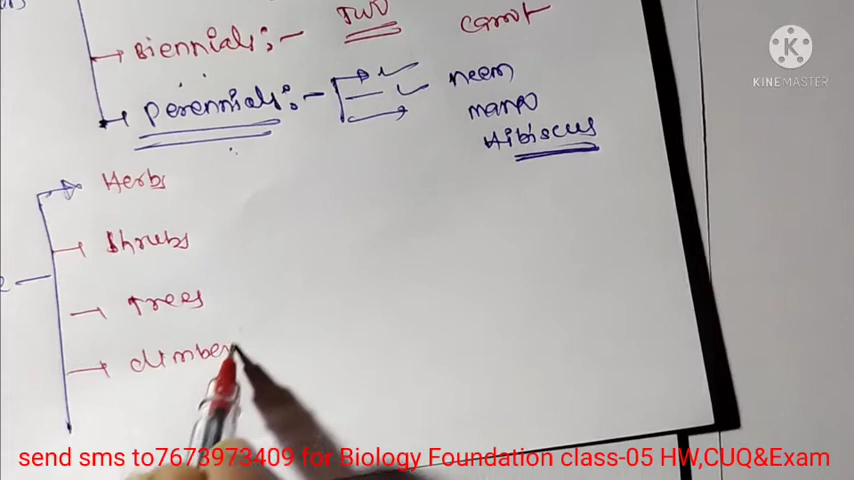 Two
Biennials:- Carrot
KINEMASTER
Perennials:- neem
mango
Hibiscus
Herbs
Shrubs
Trees
climber
send sms to7673973409 for Biology Foundation class-05 HW,CUQ&Exam